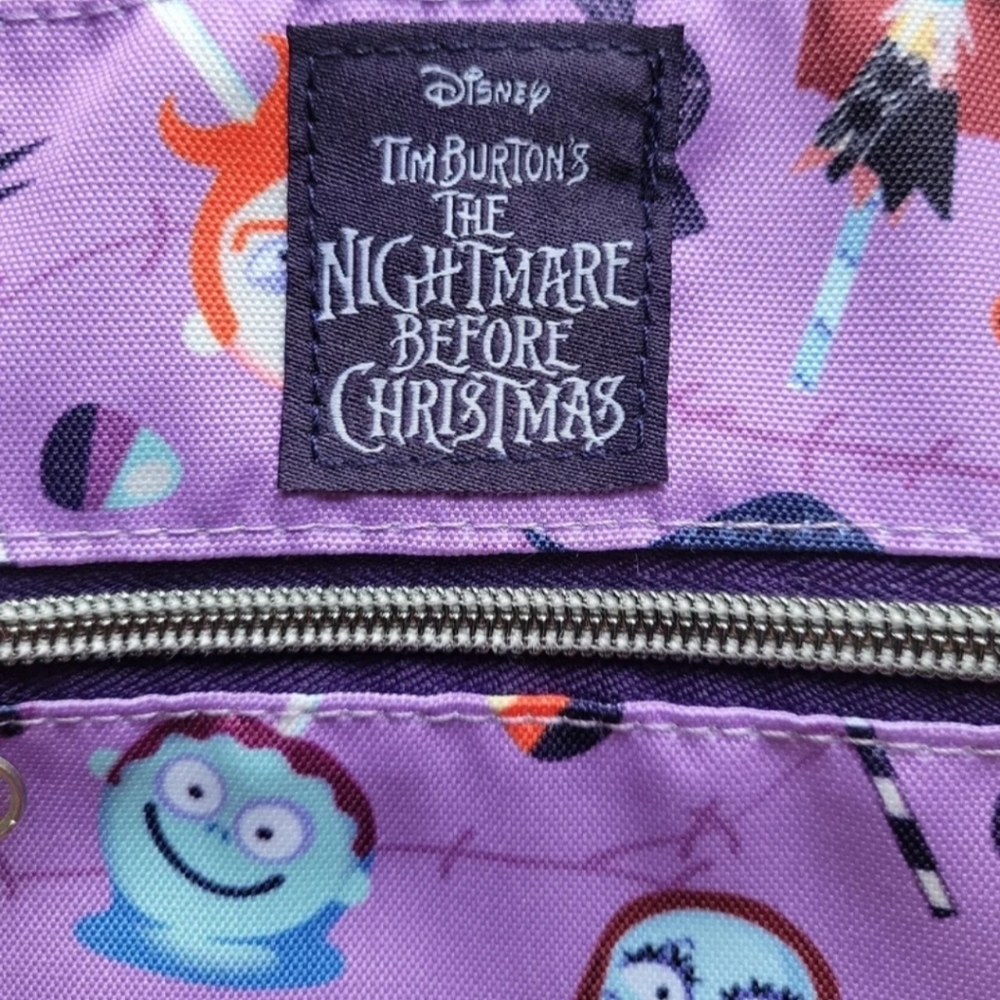 Disney
Tim Burton's
The
Nightmare
Before
Christmas